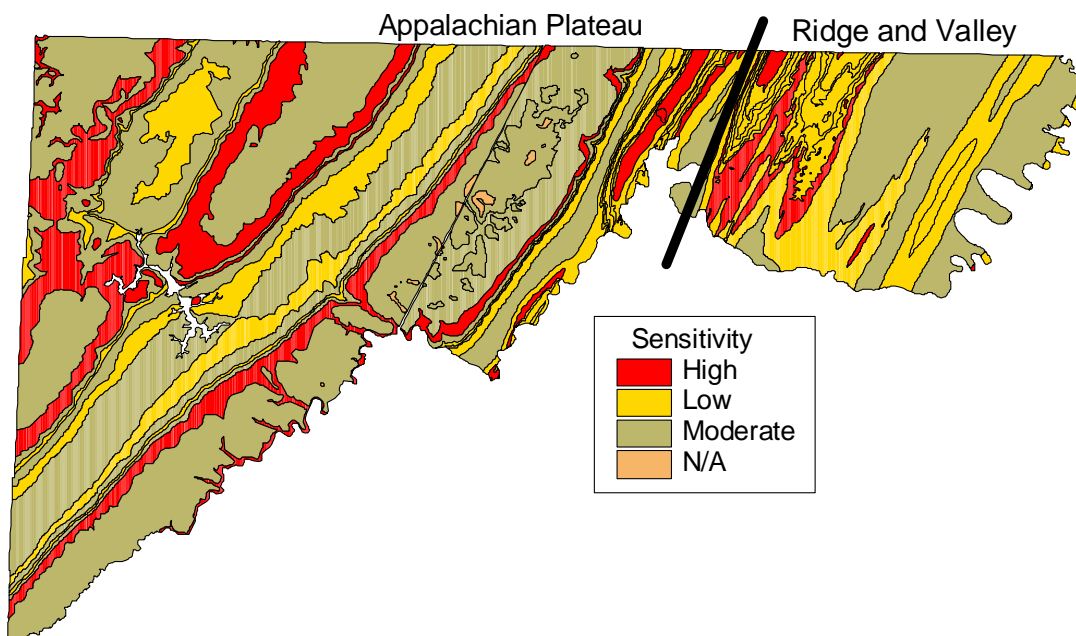 Appalachian Plateau
Ridge and Valley
Sensitivity
High
Low
Moderate
N/A